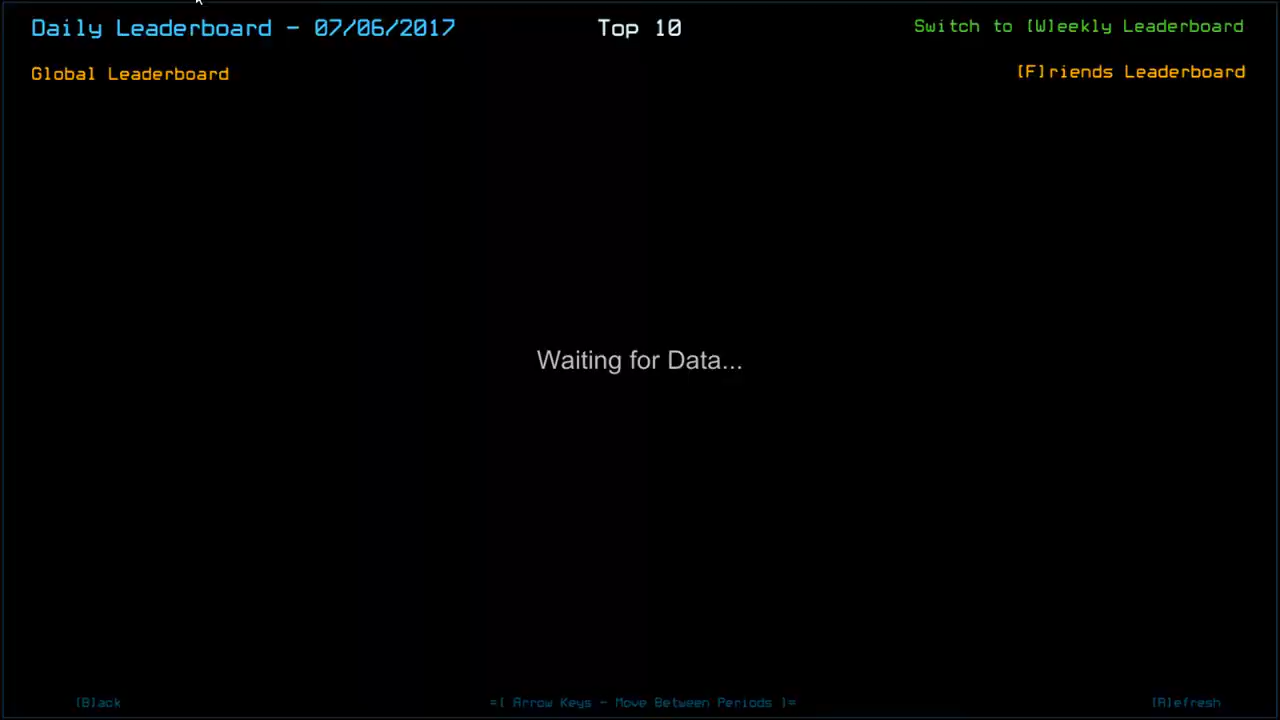 Daily Leaderboard - 07/06/2017
Top 10
Switch to [W]eekly Leaderboard
Global Leaderboard
[F]riends Leaderboard
Waiting for Data...
[B]ack
=[ Arrow Keys - Move Between Periods ]=
[R]efresh